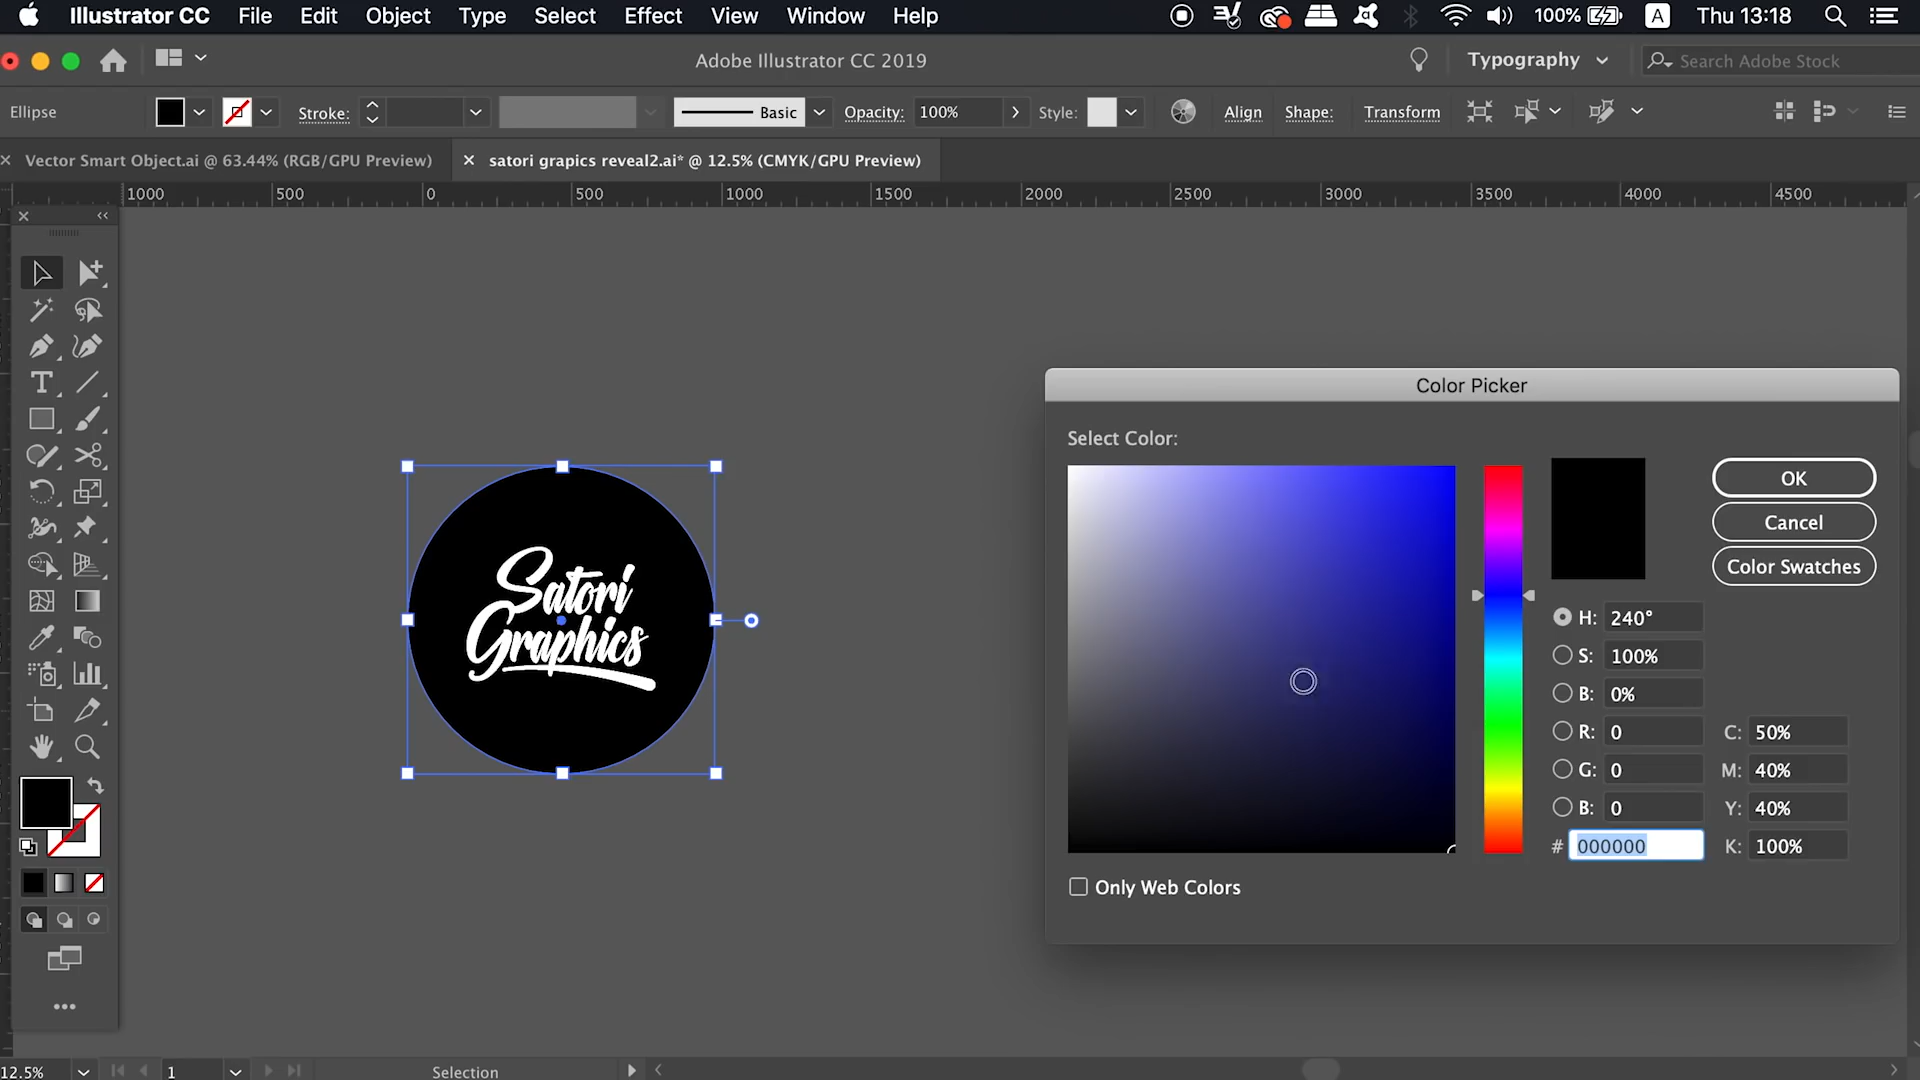 Illustrator CC File Edit Object Type Select Effect View Window Help 100% A Thu 13:18
Adobe Illustrator CC 2019 Typography Search Adobe Stock
Ellipse Stroke: Basic Opacity: 100% Style: Align Shape: Transform
Vector Smart Object.ai @ 63.44% (RGB/GPU Preview) satori grapics reveal2.ai* @ 12.5% (CMYK/GPU Preview)
1000 500 0 500 1000 1500 2000 2500 3000 3500 4000 4500
Color Picker
Select Color:
OK
Cancel
Color Swatches
H: 240°
S: 100%
B: 0%
R: 0 C: 50%
G: 0 M: 40%
B: 0 Y: 40%
# 000000 K: 100%
Only Web Colors
Satori
Graphics
12.5% 1 Selection